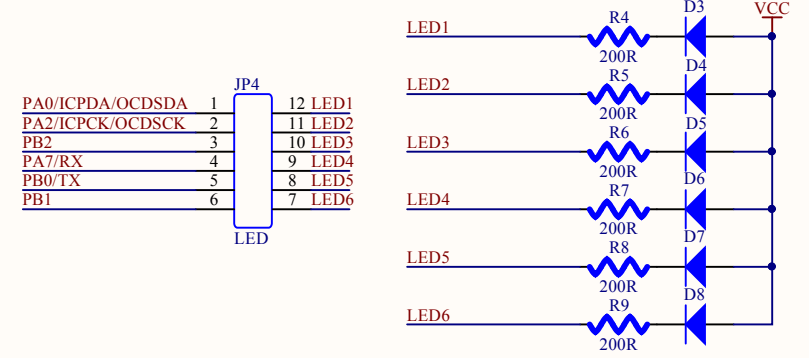 JP4
PA0/ICPDA/OCDSDA 1 12 LED1
PA2/ICPCK/OCDSCK 2 11 LED2
PB2 3 10 LED3
PA7/RX 4 9 LED4
PB0/TX 5 8 LED5
PB1 6 7 LED6
LED
VCC
LED1 R4 200R D3
LED2 R5 200R D4
LED3 R6 200R D5
LED4 R7 200R D6
LED5 R8 200R D7
LED6 R9 200R D8